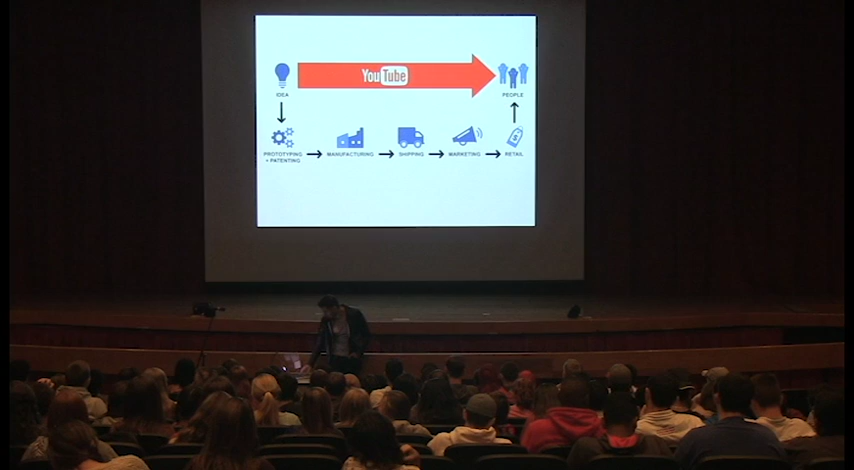 YouTube
IDEA
PEOPLE
PROTOTYPING
+ PATENTING
MANUFACTURING
SHIPPING
MARKETING
$
RETAIL